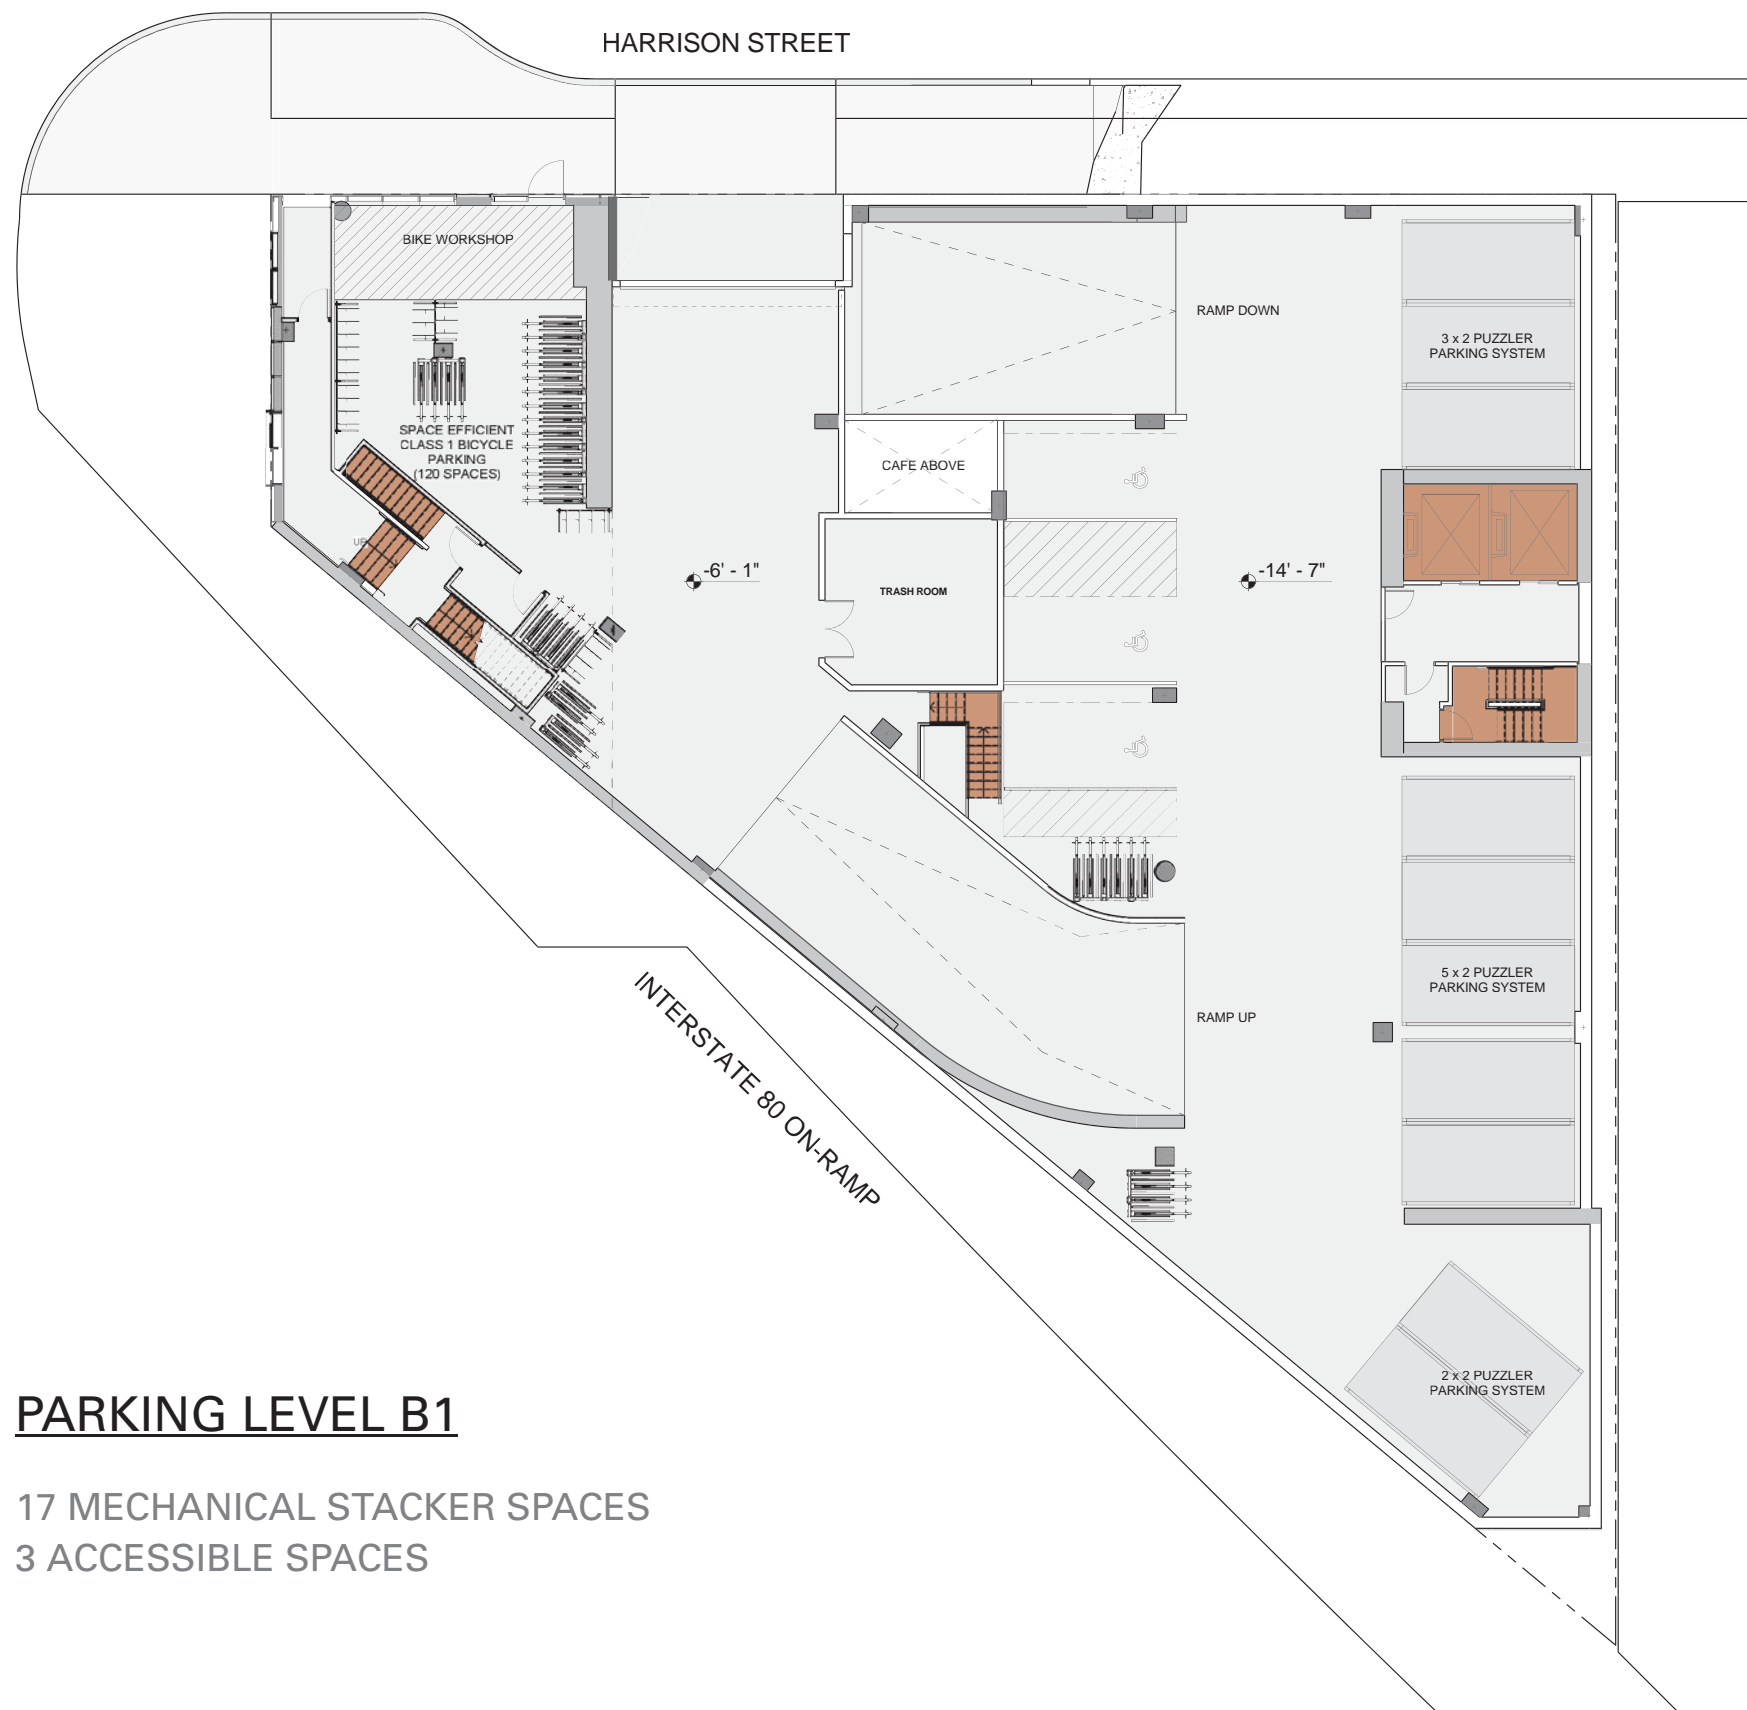 HARRISON STREET
BIKE WORKSHOP
RAMP DOWN
3 x 2 PUZZLER
PARKING SYSTEM
SPACE EFFICIENT
CLASS 1 BICYCLE
PARKING
(120 SPACES)
CAFE ABOVE
UP
-6' - 1"
TRASH ROOM
-14' - 7"
5 x 2 PUZZLER
PARKING SYSTEM
RAMP UP
INTERSTATE 80 ON-RAMP
2 x 2 PUZZLER
PARKING SYSTEM
PARKING LEVEL B1
17 MECHANICAL STACKER SPACES
3 ACCESSIBLE SPACES